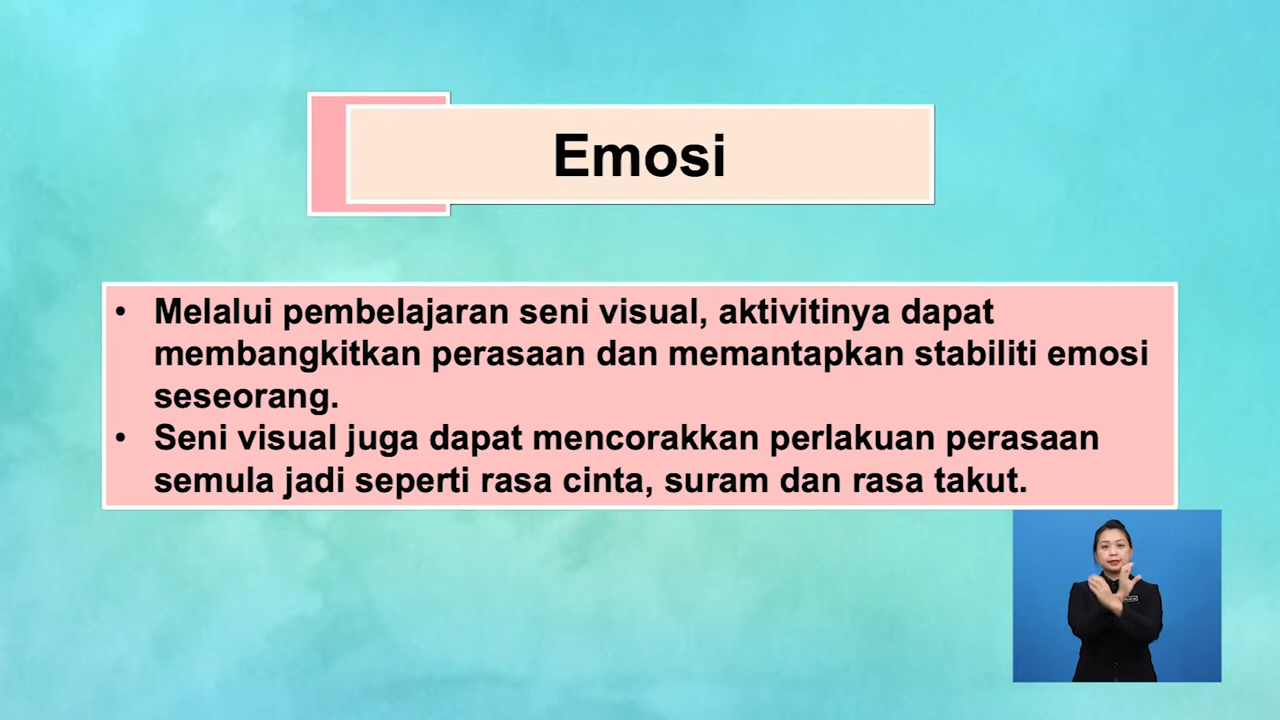 Emosi
• Melalui pembelajaran seni visual, aktivitinya dapat
membangkitkan perasaan dan memantapkan stabiliti emosi
seseorang.
• Seni visual juga dapat mencorakkan perlakuan perasaan
semula jadi seperti rasa cinta, suram dan rasa takut.